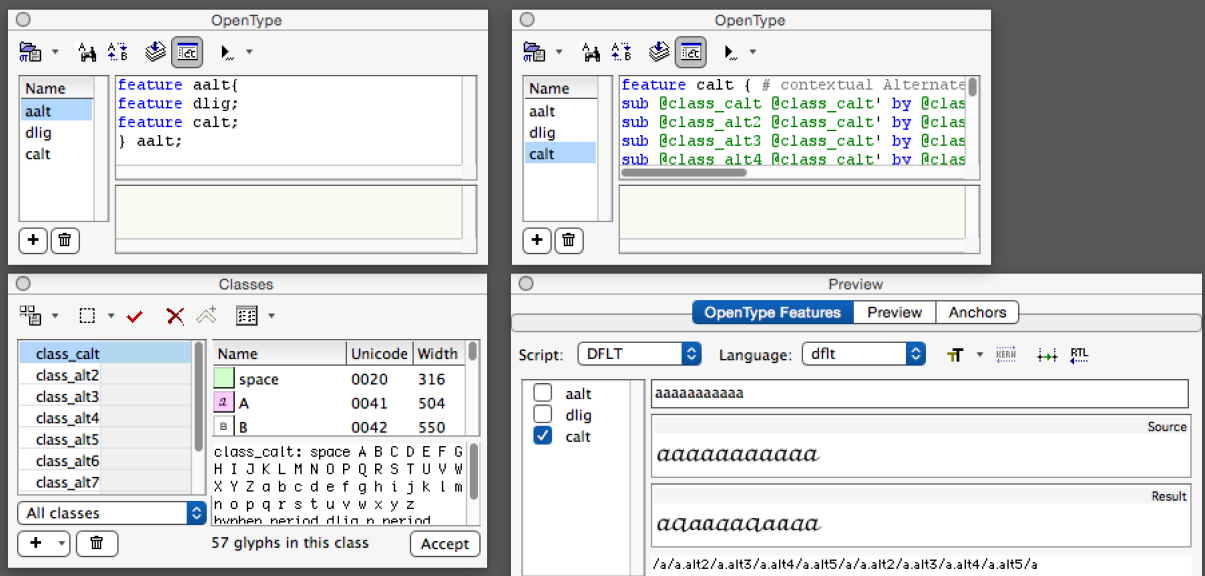 OpenType
Name
aalt
dlig
calt
feature aalt{
feature dlig;
feature calt;
} aalt;
OpenType
Name
aalt
dlig
calt
feature calt { # contextual Alternate
sub @class_calt @class_calt' by @clas
sub @class_alt2 @class_calt' by @clas
sub @class_alt3 @class_calt' by @clas
sub @class_alt4 @class_calt' by @clas
Classes
class_calt
class_alt2
class_alt3
class_alt4
class_alt5
class_alt6
class_alt7
All classes
Name Unicode Width
space 0020 316
a A 0041 504
B B 0042 550
class_calt: space A B C D E F G
H I J K L M N O P Q R S T U V W
X Y Z a b c d e f g h i j k l m
n o p q r s t u v w x y z
hyphen period dlig n period
57 glyphs in this class
Accept
Preview
OpenType Features Preview Anchors
Script: DFLT Language: dflt
KERN RTL
aalt
dlig
calt
aaaaaaaaaaa
Source
aaaaaaaaaaa
Result
aaaaaaaaaaa
/a/a.alt2/a.alt3/a.alt4/a.alt5/a/a.alt2/a.alt3/a.alt4/a.alt5/a